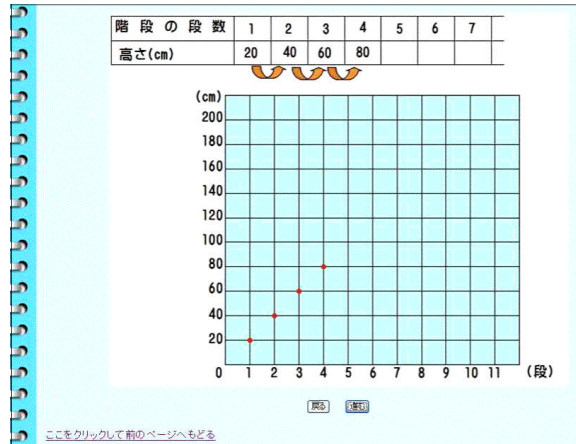 階段の段数 1 2 3 4 5 6 7
高さ(cm) 20 40 60 80
(cm)
200
180
160
140
120
100
80
60
40
20
0 1 2 3 4 5 6 7 8 9 10 11 (段)
戻る 進む
ここをクリックして前のページへもどる